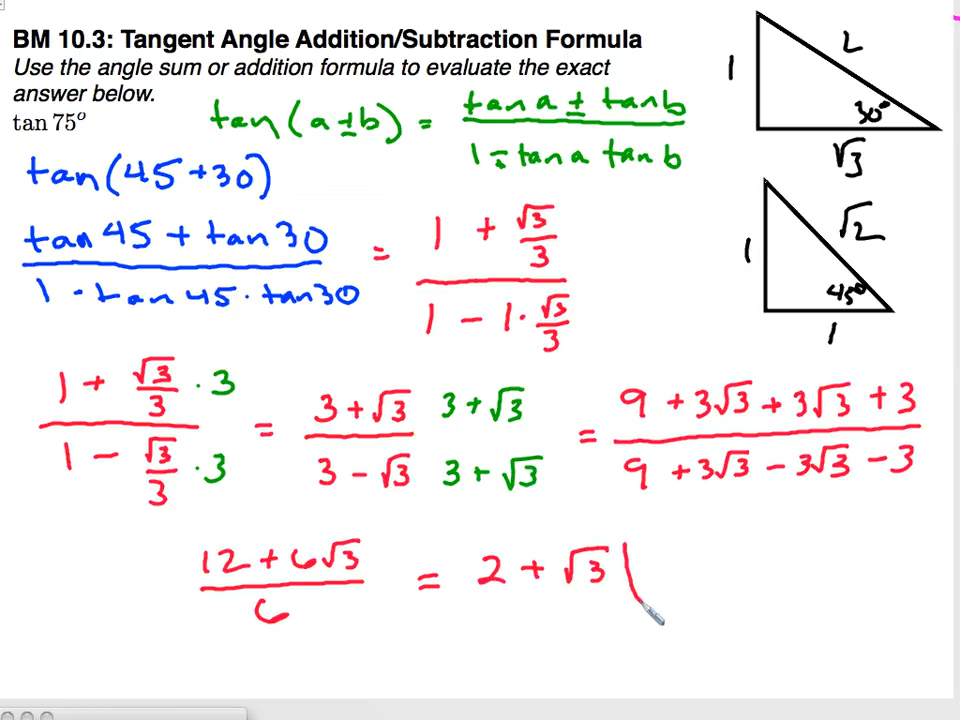 BM 10.3: Tangent Angle Addition/Subtraction Formula
Use the angle sum or addition formula to evaluate the exact
answer below.
tan 75°
tan(a±b) = (tan a ± tan b)/(1 ∓ tan a tan b)
tan(45+30)
(tan 45 + tan 30)/(1 - tan 45 · tan 30) = (1 + √3/3)/(1 - 1 · √3/3)
(1 + √3/3 · 3)/(1 - √3/3 · 3) = (3+√3)/(3-√3) (3+√3)/(3+√3) = (9 + 3√3 + 3√3 + 3)/(9 + 3√3 - 3√3 - 3)
(12 + 6√3)/6 = 2 + √3
1
2
30°
√3
1
√2
45°
1